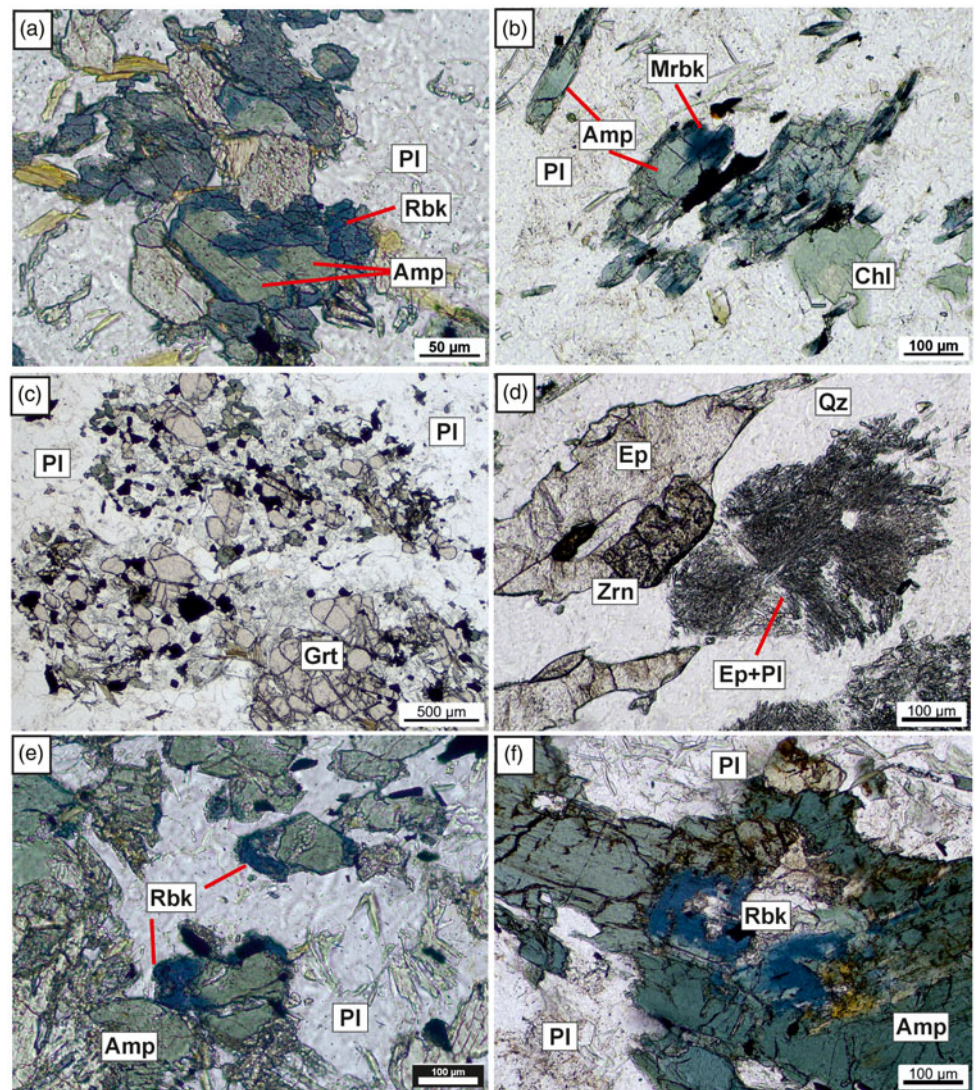 (a)
Pl
Rbk
Amp
50 µm
(b)
Mrbk
Amp
Pl
Chl
100 µm
(c)
Pl
Pl
Grt
500 µm
(d)
Qz
Ep
Zrn
Ep+Pl
100 µm
(e)
Rbk
Pl
Amp
100 µm
(f)
Pl
Rbk
Pl
Amp
100 µm